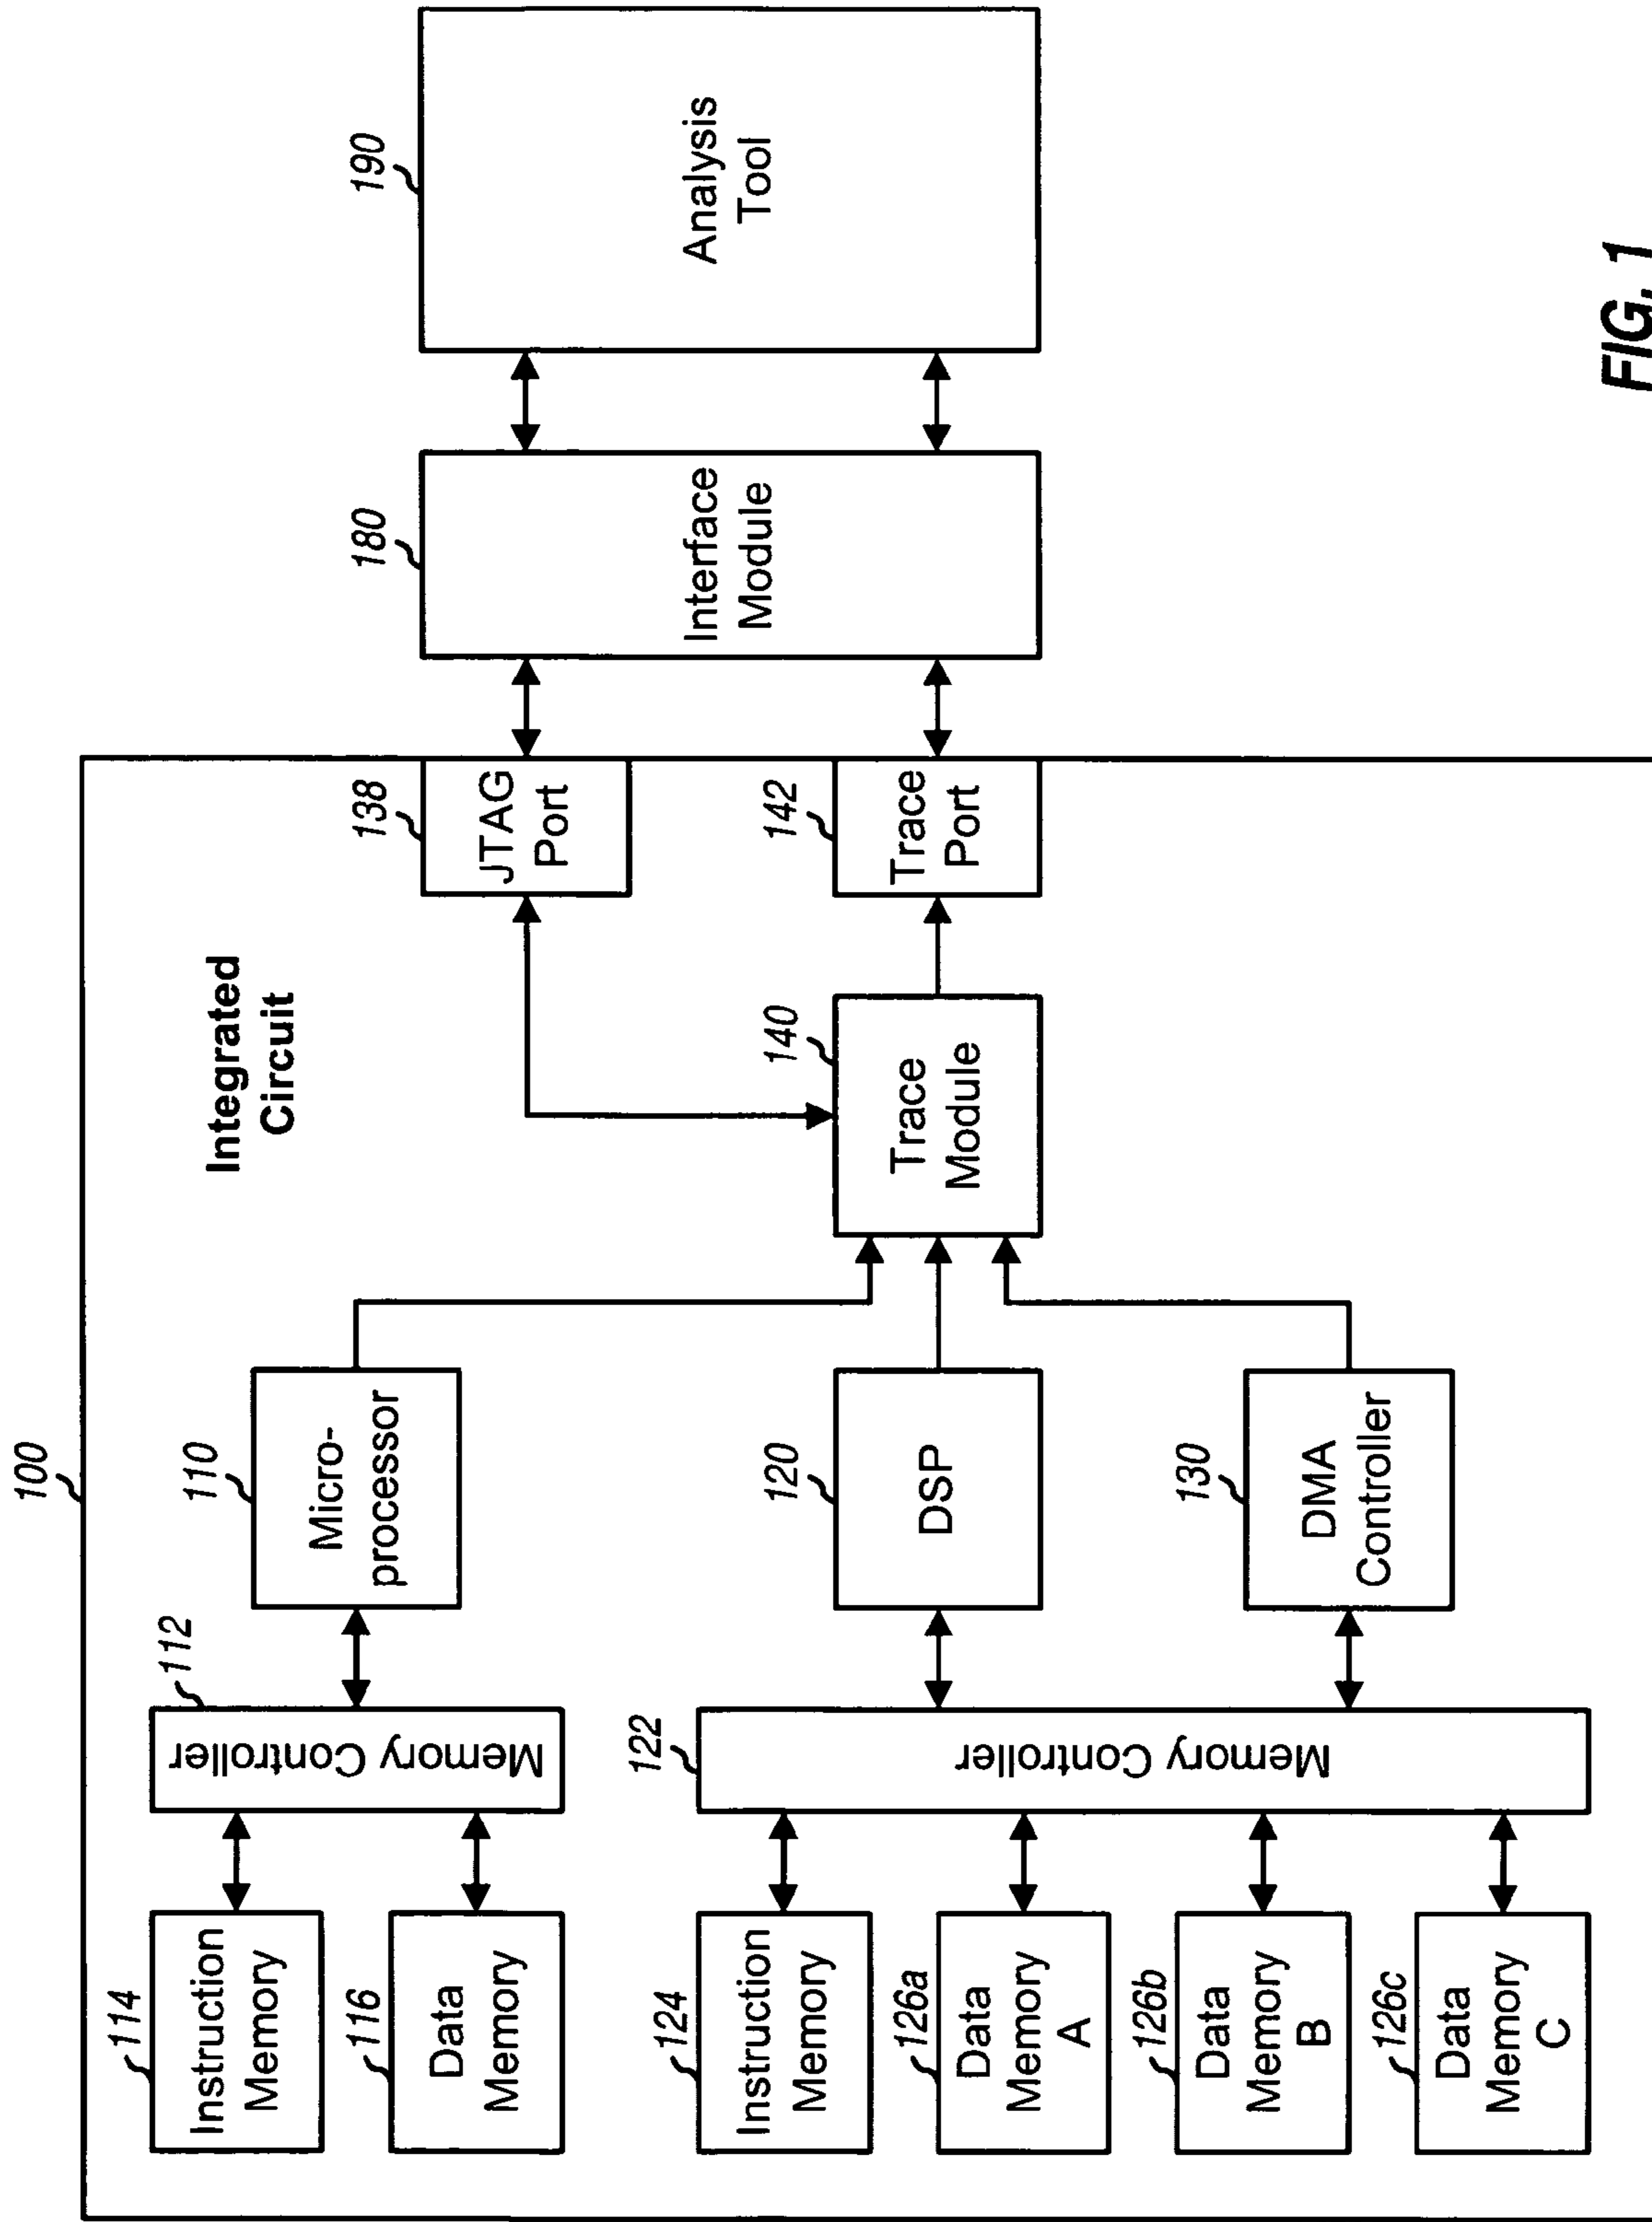 100
Integrated
Circuit
114
Instruction
Memory
116
Data
Memory
112
Memory Controller
110
Micro-
processor
124
Instruction
Memory
126a
Data
Memory
A
126b
Data
Memory
B
126c
Data
Memory
C
122
Memory Controller
120
DSP
130
DMA
Controller
140
Trace
Module
138
JTAG
Port
142
Trace
Port
180
Interface
Module
190
Analysis
Tool
FIG. 1